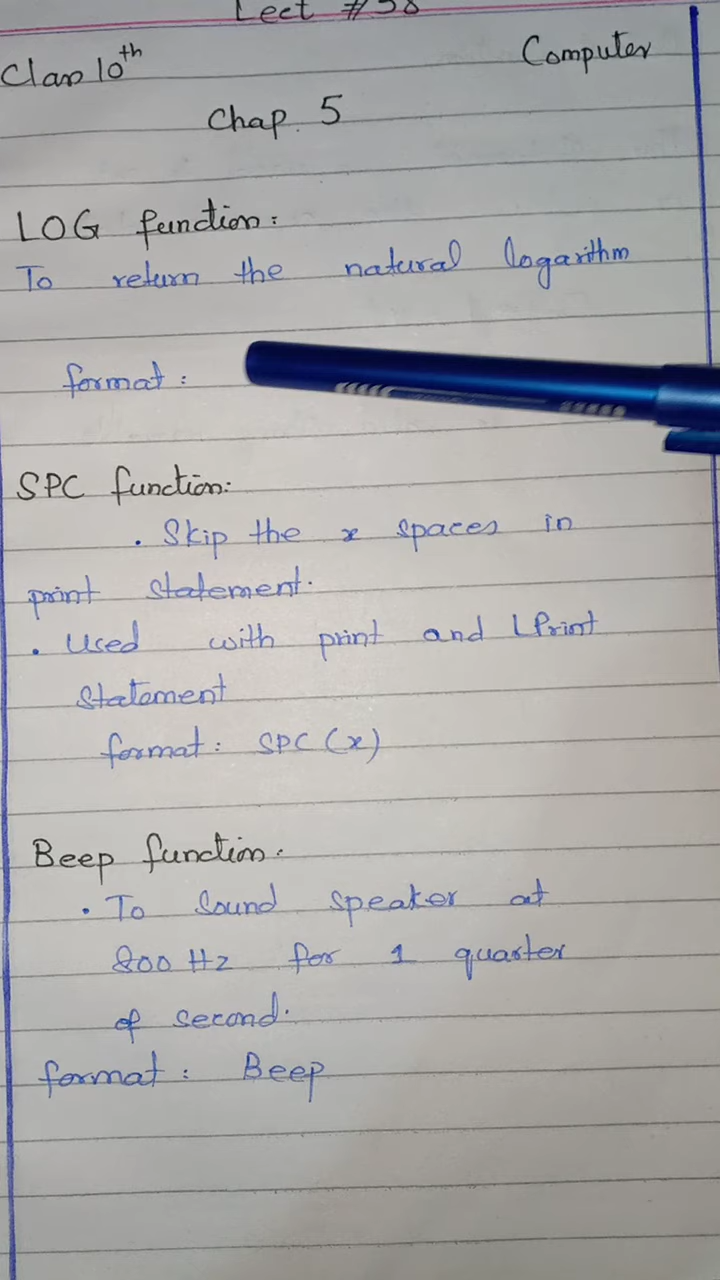 Lect #38
Class 10th Computer
Chap. 5
LOG function:
To return the natural logarithm
format:
SPC function:
. Skip the x spaces in
print statement.
. Used with print and LPrint
statement
format: SPC (x)
Beep function:
. To sound speaker at
800 Hz for 1 quarter
of second.
format: Beep